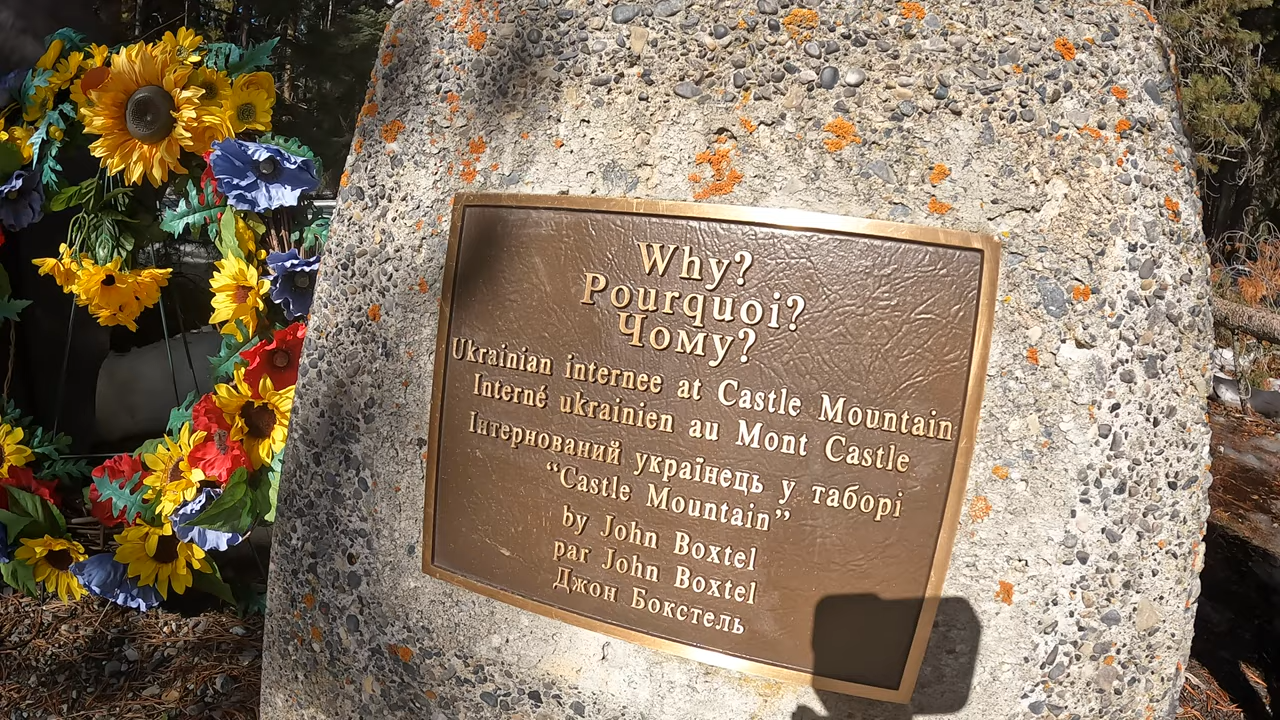 Why?
Pourquoi?
Чому?
Ukrainian internee at Castle Mountain
Interné ukrainien au Mont Castle
Інтернований українець у таборі
“Castle Mountain”
by John Boxtel
par John Boxtel
Джон Бокстель